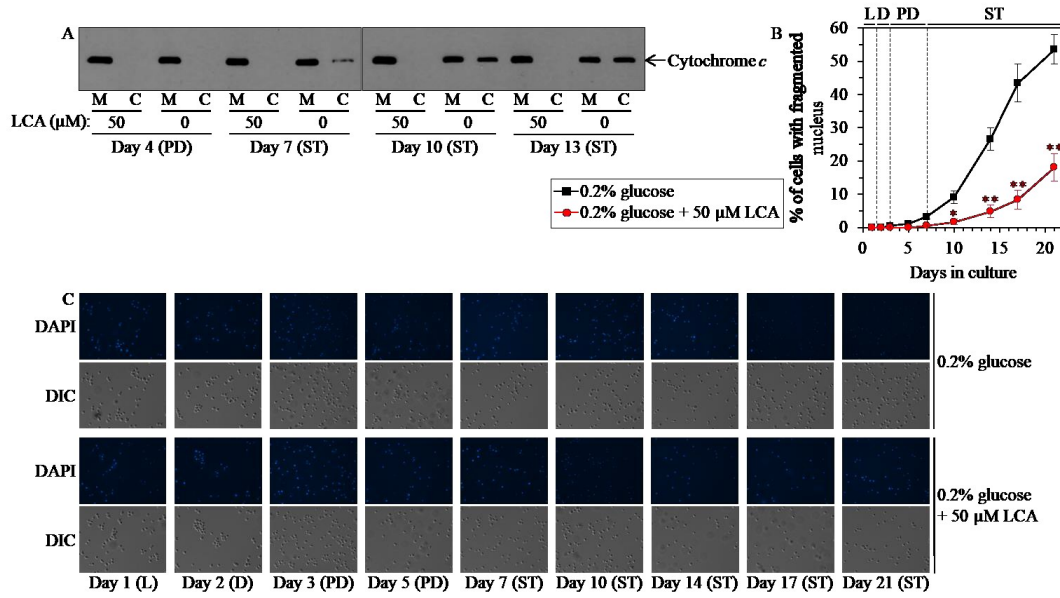 A
Cytochrome c
M C M C M C M C M C M C M C M C
LCA (μM): 50 0 50 0 50 0 50 0
Day 4 (PD) Day 7 (ST) Day 10 (ST) Day 13 (ST)
B
L D PD ST
% of cells with fragmented
nucleus
60
50
40
30
20
10
0
* ** ** **
0 5 10 15 20
Days in culture
0.2% glucose
0.2% glucose + 50 μM LCA
C
DAPI
DIC
0.2% glucose
DAPI
DIC
0.2% glucose
+ 50 μM LCA
Day 1 (L) Day 2 (D) Day 3 (PD) Day 5 (PD) Day 7 (ST) Day 10 (ST) Day 14 (ST) Day 17 (ST) Day 21 (ST)